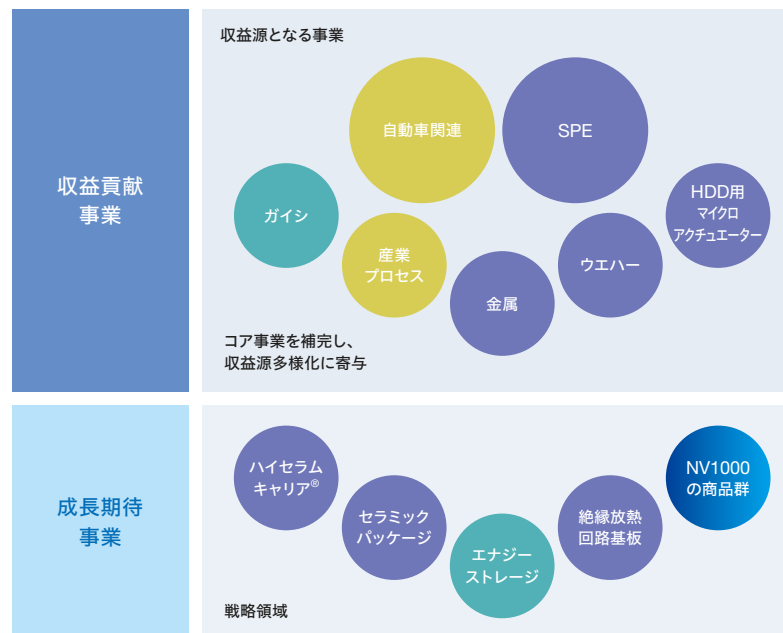 収益貢献
事業
収益源となる事業
自動車関連
SPE
ガイシ
産業
プロセス
金属
ウエハー
HDD用
マイクロ
アクチュエーター
コア事業を補完し、
収益源多様化に寄与
成長期待
事業
ハイセラム
キャリア®
セラミック
パッケージ
エナジー
ストレージ
絶縁放熱
回路基板
NV1000
の商品群
戦略領域